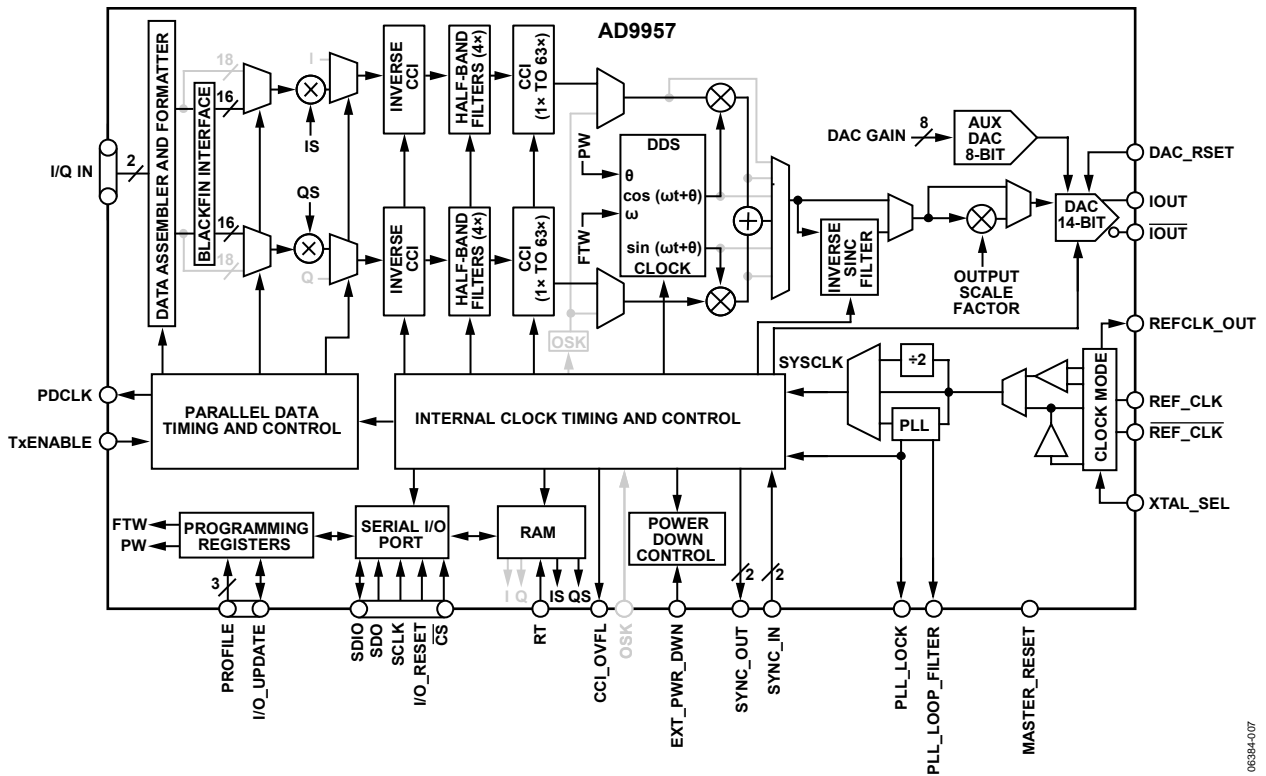 AD9957
I/Q IN
2
DATA ASSEMBLER AND FORMATTER
18
BLACKFIN INTERFACE
16
16
18
I
IS
QS
Q
INVERSE
CCI
HALF-BAND
FILTERS (4×)
CCI
(1× TO 63×)
INVERSE
CCI
HALF-BAND
FILTERS (4×)
CCI
(1× TO 63×)
OSK
PW
FTW
DDS
θ
cos (ωt+θ)
ω
sin (ωt+θ)
CLOCK
INVERSE
SINC
FILTER
OUTPUT
SCALE
FACTOR
DAC GAIN
8
AUX
DAC
8-BIT
DAC
14-BIT
DAC_RSET
IOUT
IOUT
REFCLK_OUT
REF_CLK
REF_CLK
XTAL_SEL
CLOCK MODE
SYSCLK
÷2
PLL
PDCLK
TxENABLE
PARALLEL DATA
TIMING AND CONTROL
INTERNAL CLOCK TIMING AND CONTROL
FTW
PW
PROGRAMMING
REGISTERS
SERIAL I/O
PORT
RAM
POWER
DOWN
CONTROL
3
I
Q
IS
QS
2
2
PROFILE
I/O_UPDATE
SDIO
SDO
SCLK
I/O_RESET
CS
RT
CCI_OVFL
OSK
EXT_PWR_DWN
SYNC_OUT
SYNC_IN
PLL_LOCK
PLL_LOOP_FILTER
MASTER_RESET
06384-007